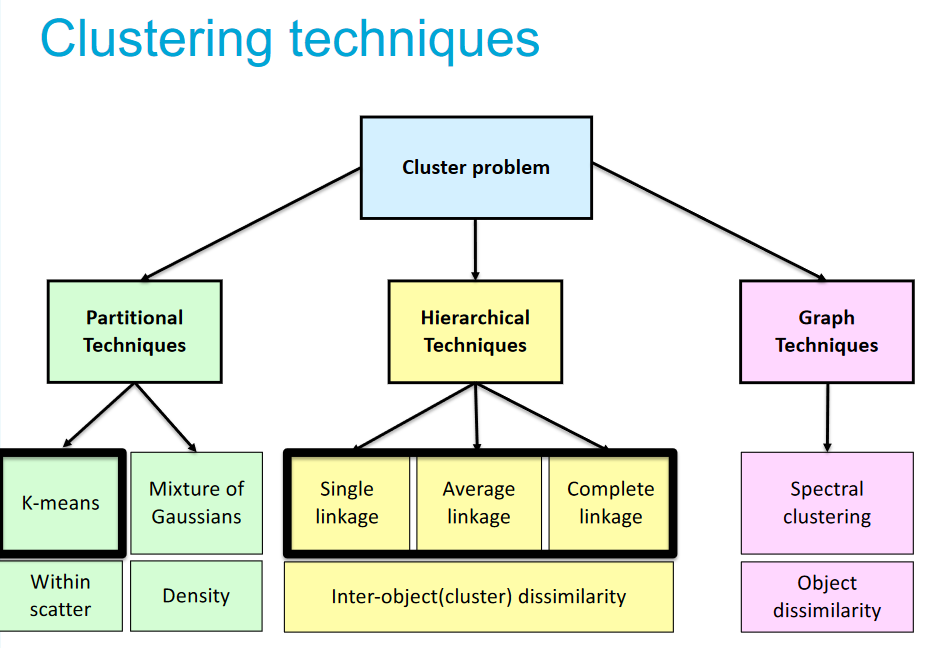 Clustering techniques
Cluster problem
Partitional
Techniques
Hierarchical
Techniques
Graph
Techniques
K-means
Mixture of
Gaussians
Single
linkage
Average
linkage
Complete
linkage
Spectral
clustering
Within
scatter
Density
Inter-object(cluster) dissimilarity
Object
dissimilarity